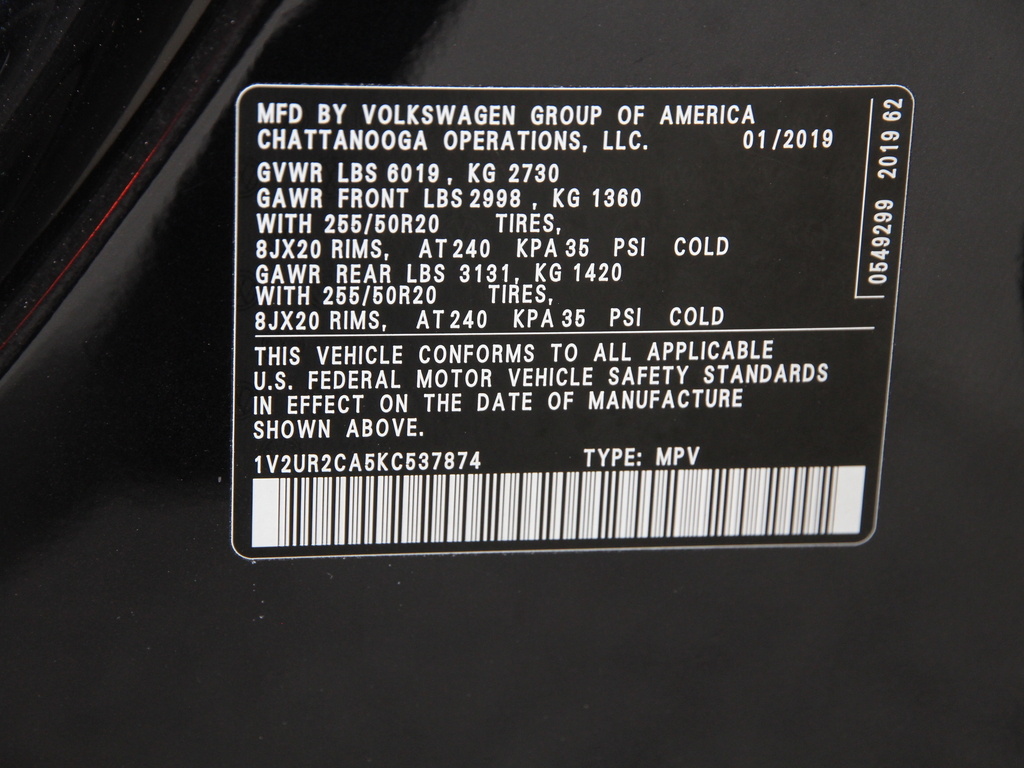 MFD BY VOLKSWAGEN GROUP OF AMERICA
CHATTANOOGA OPERATIONS, LLC. 01/2019
GVWR LBS 6019, KG 2730
GAWR FRONT LBS 2998, KG 1360
WITH 255/50R20 TIRES,
8JX20 RIMS, AT 240 KPA 35 PSI COLD
GAWR REAR LBS 3131, KG 1420
WITH 255/50R20 TIRES,
8JX20 RIMS, AT 240 KPA 35 PSI COLD
THIS VEHICLE CONFORMS TO ALL APPLICABLE
U.S. FEDERAL MOTOR VEHICLE SAFETY STANDARDS
IN EFFECT ON THE DATE OF MANUFACTURE
SHOWN ABOVE.
1V2UR2CA5KC537874 TYPE: MPV
0549299 2019 62